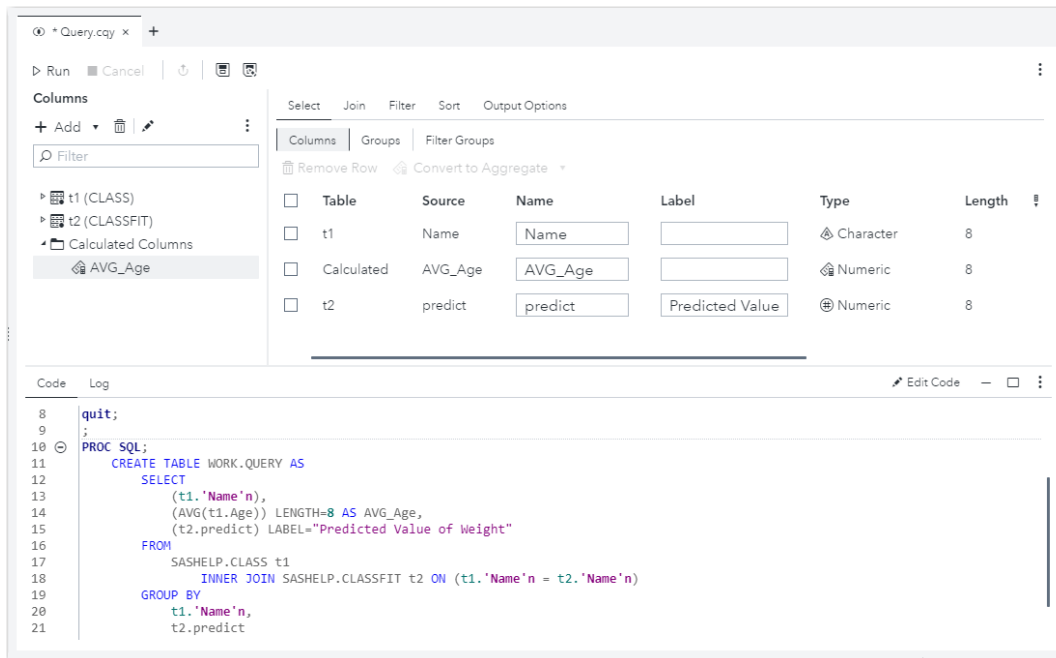 * Query.cqy × +
Run Cancel
Columns
+ Add
Filter
t1 (CLASS)
t2 (CLASSFIT)
Calculated Columns
AVG_Age
Select Join Filter Sort Output Options
Columns Groups Filter Groups
Remove Row Convert to Aggregate
Table Source Name Label Type Length
t1 Name Name Character 8
Calculated AVG_Age AVG_Age Numeric 8
t2 predict predict Predicted Value Numeric 8
Code Log Edit Code
8 quit;
9 ;
10 PROC SQL;
11 CREATE TABLE WORK.QUERY AS
12 SELECT
13 (t1.'Name'n),
14 (AVG(t1.Age)) LENGTH=8 AS AVG_Age,
15 (t2.predict) LABEL="Predicted Value of Weight"
16 FROM
17 SASHELP.CLASS t1
18 INNER JOIN SASHELP.CLASSFIT t2 ON (t1.'Name'n = t2.'Name'n)
19 GROUP BY
20 t1.'Name'n,
21 t2.predict